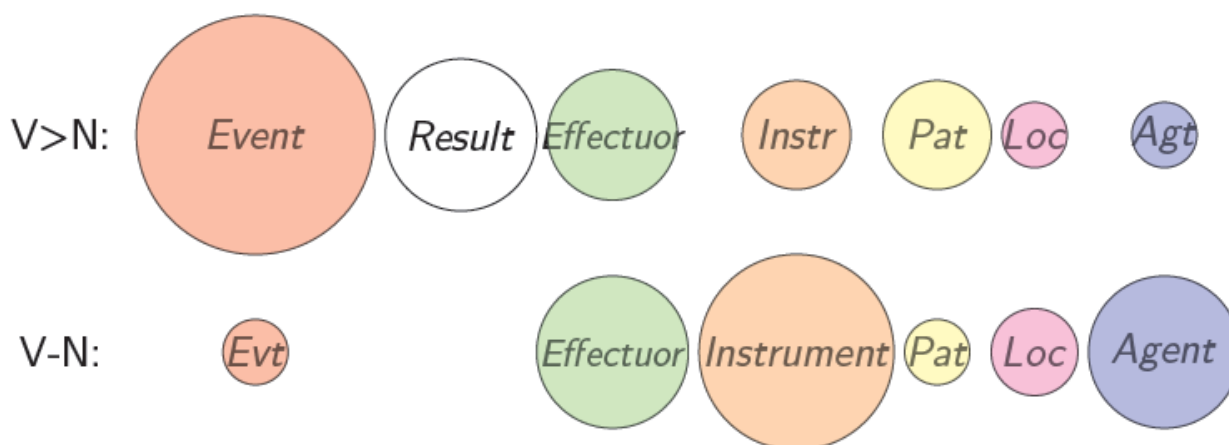 V>N: Event Result Effectuor Instr Pat Loc Agt
V-N: Evt Effectuor Instrument Pat Loc Agent